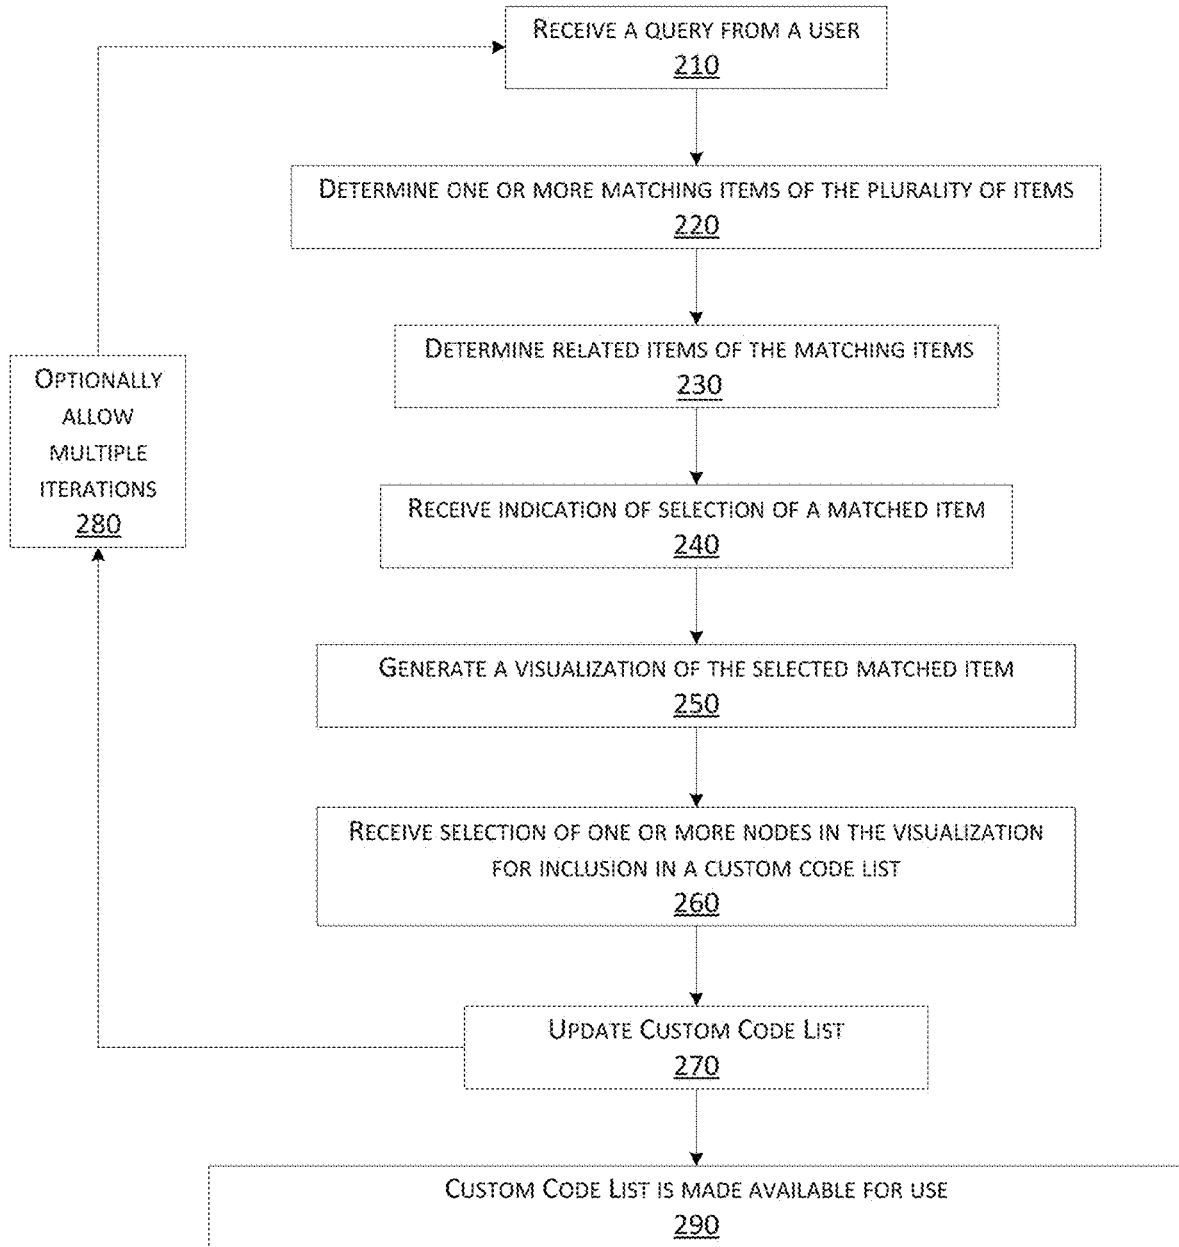 RECEIVE A QUERY FROM A USER
210
DETERMINE ONE OR MORE MATCHING ITEMS OF THE PLURALITY OF ITEMS
220
DETERMINE RELATED ITEMS OF THE MATCHING ITEMS
230
OPTIONALLY
ALLOW
MULTIPLE
ITERATIONS
280
RECEIVE INDICATION OF SELECTION OF A MATCHED ITEM
240
GENERATE A VISUALIZATION OF THE SELECTED MATCHED ITEM
250
RECEIVE SELECTION OF ONE OR MORE NODES IN THE VISUALIZATION
FOR INCLUSION IN A CUSTOM CODE LIST
260
UPDATE CUSTOM CODE LIST
270
CUSTOM CODE LIST IS MADE AVAILABLE FOR USE
290